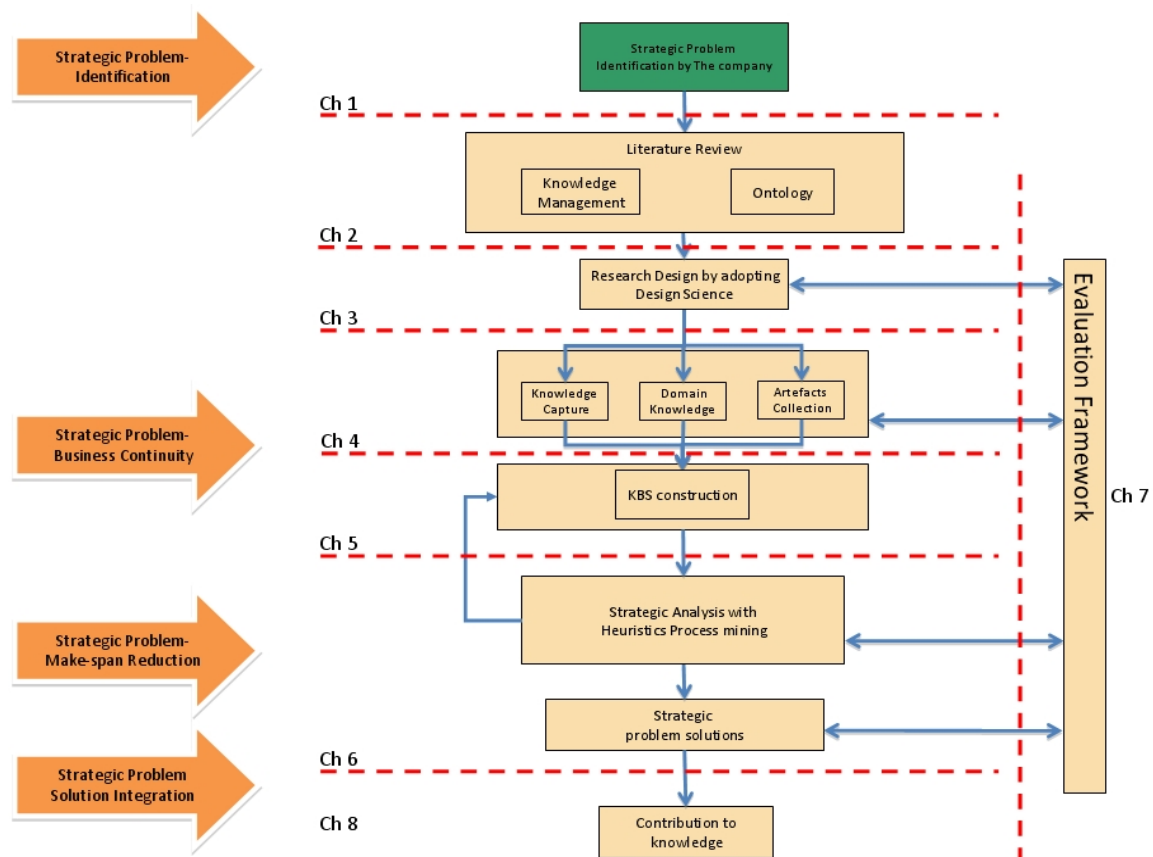 Strategic Problem-
Identification
Strategic Problem
Identification by The company
Ch 1
Literature Review
Knowledge
Management
Ontology
Ch 2
Research Design by adopting
Design Science
Ch 3
Knowledge
Capture
Domain
Knowledge
Artefacts
Collection
Evaluation Framework
Strategic Problem-
Business Continuity
Ch 4
KBS construction
Ch 7
Ch 5
Strategic Analysis with
Heuristics Process mining
Strategic Problem-
Make-span Reduction
Strategic
problem solutions
Ch 6
Strategic Problem
Solution Integration
Ch 8
Contribution to
knowledge